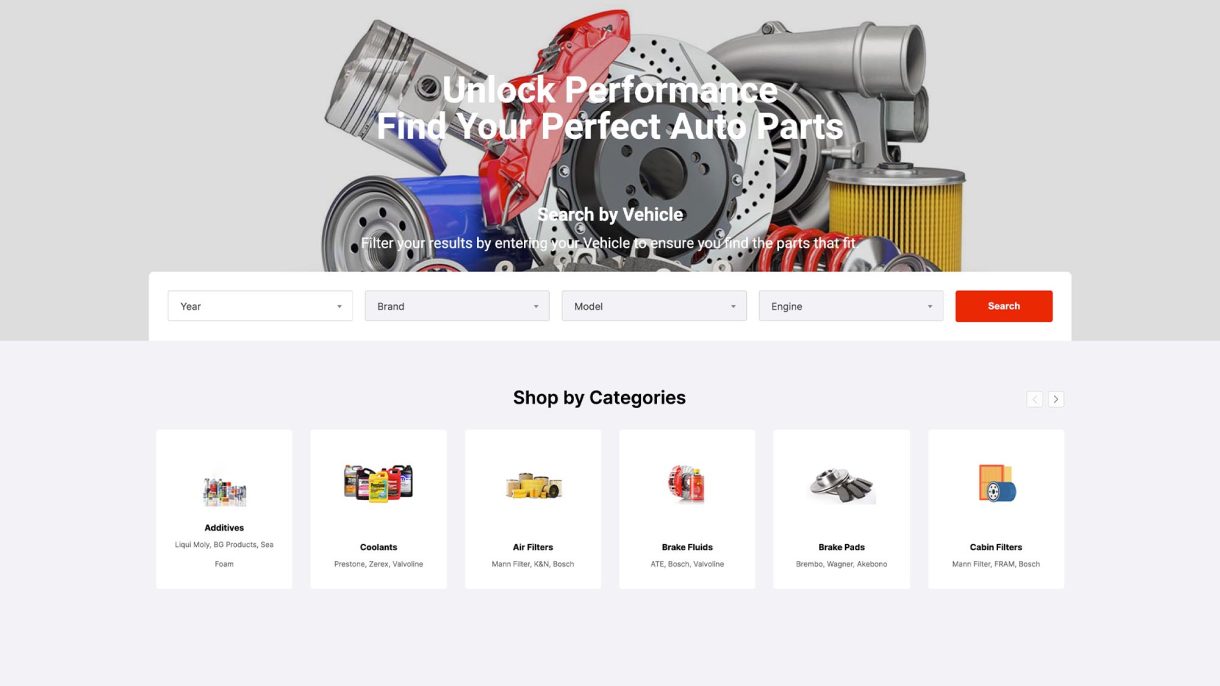 Unlock Performance
Find Your Perfect Auto Parts
Search by Vehicle
Filter your results by entering your Vehicle to ensure you find the parts that fit.
Year
Brand
Model
Engine
Search
Shop by Categories
Additives
Liqui Moly, BG Products, Sea
Foam
Coolants
Prestone, Zerex, Valvoline
Air Filters
Mann Filter, K&N, Bosch
Brake Fluids
ATE, Bosch, Valvoline
Brake Pads
Brembo, Wagner, Akebono
Cabin Filters
Mann Filter, FRAM, Bosch